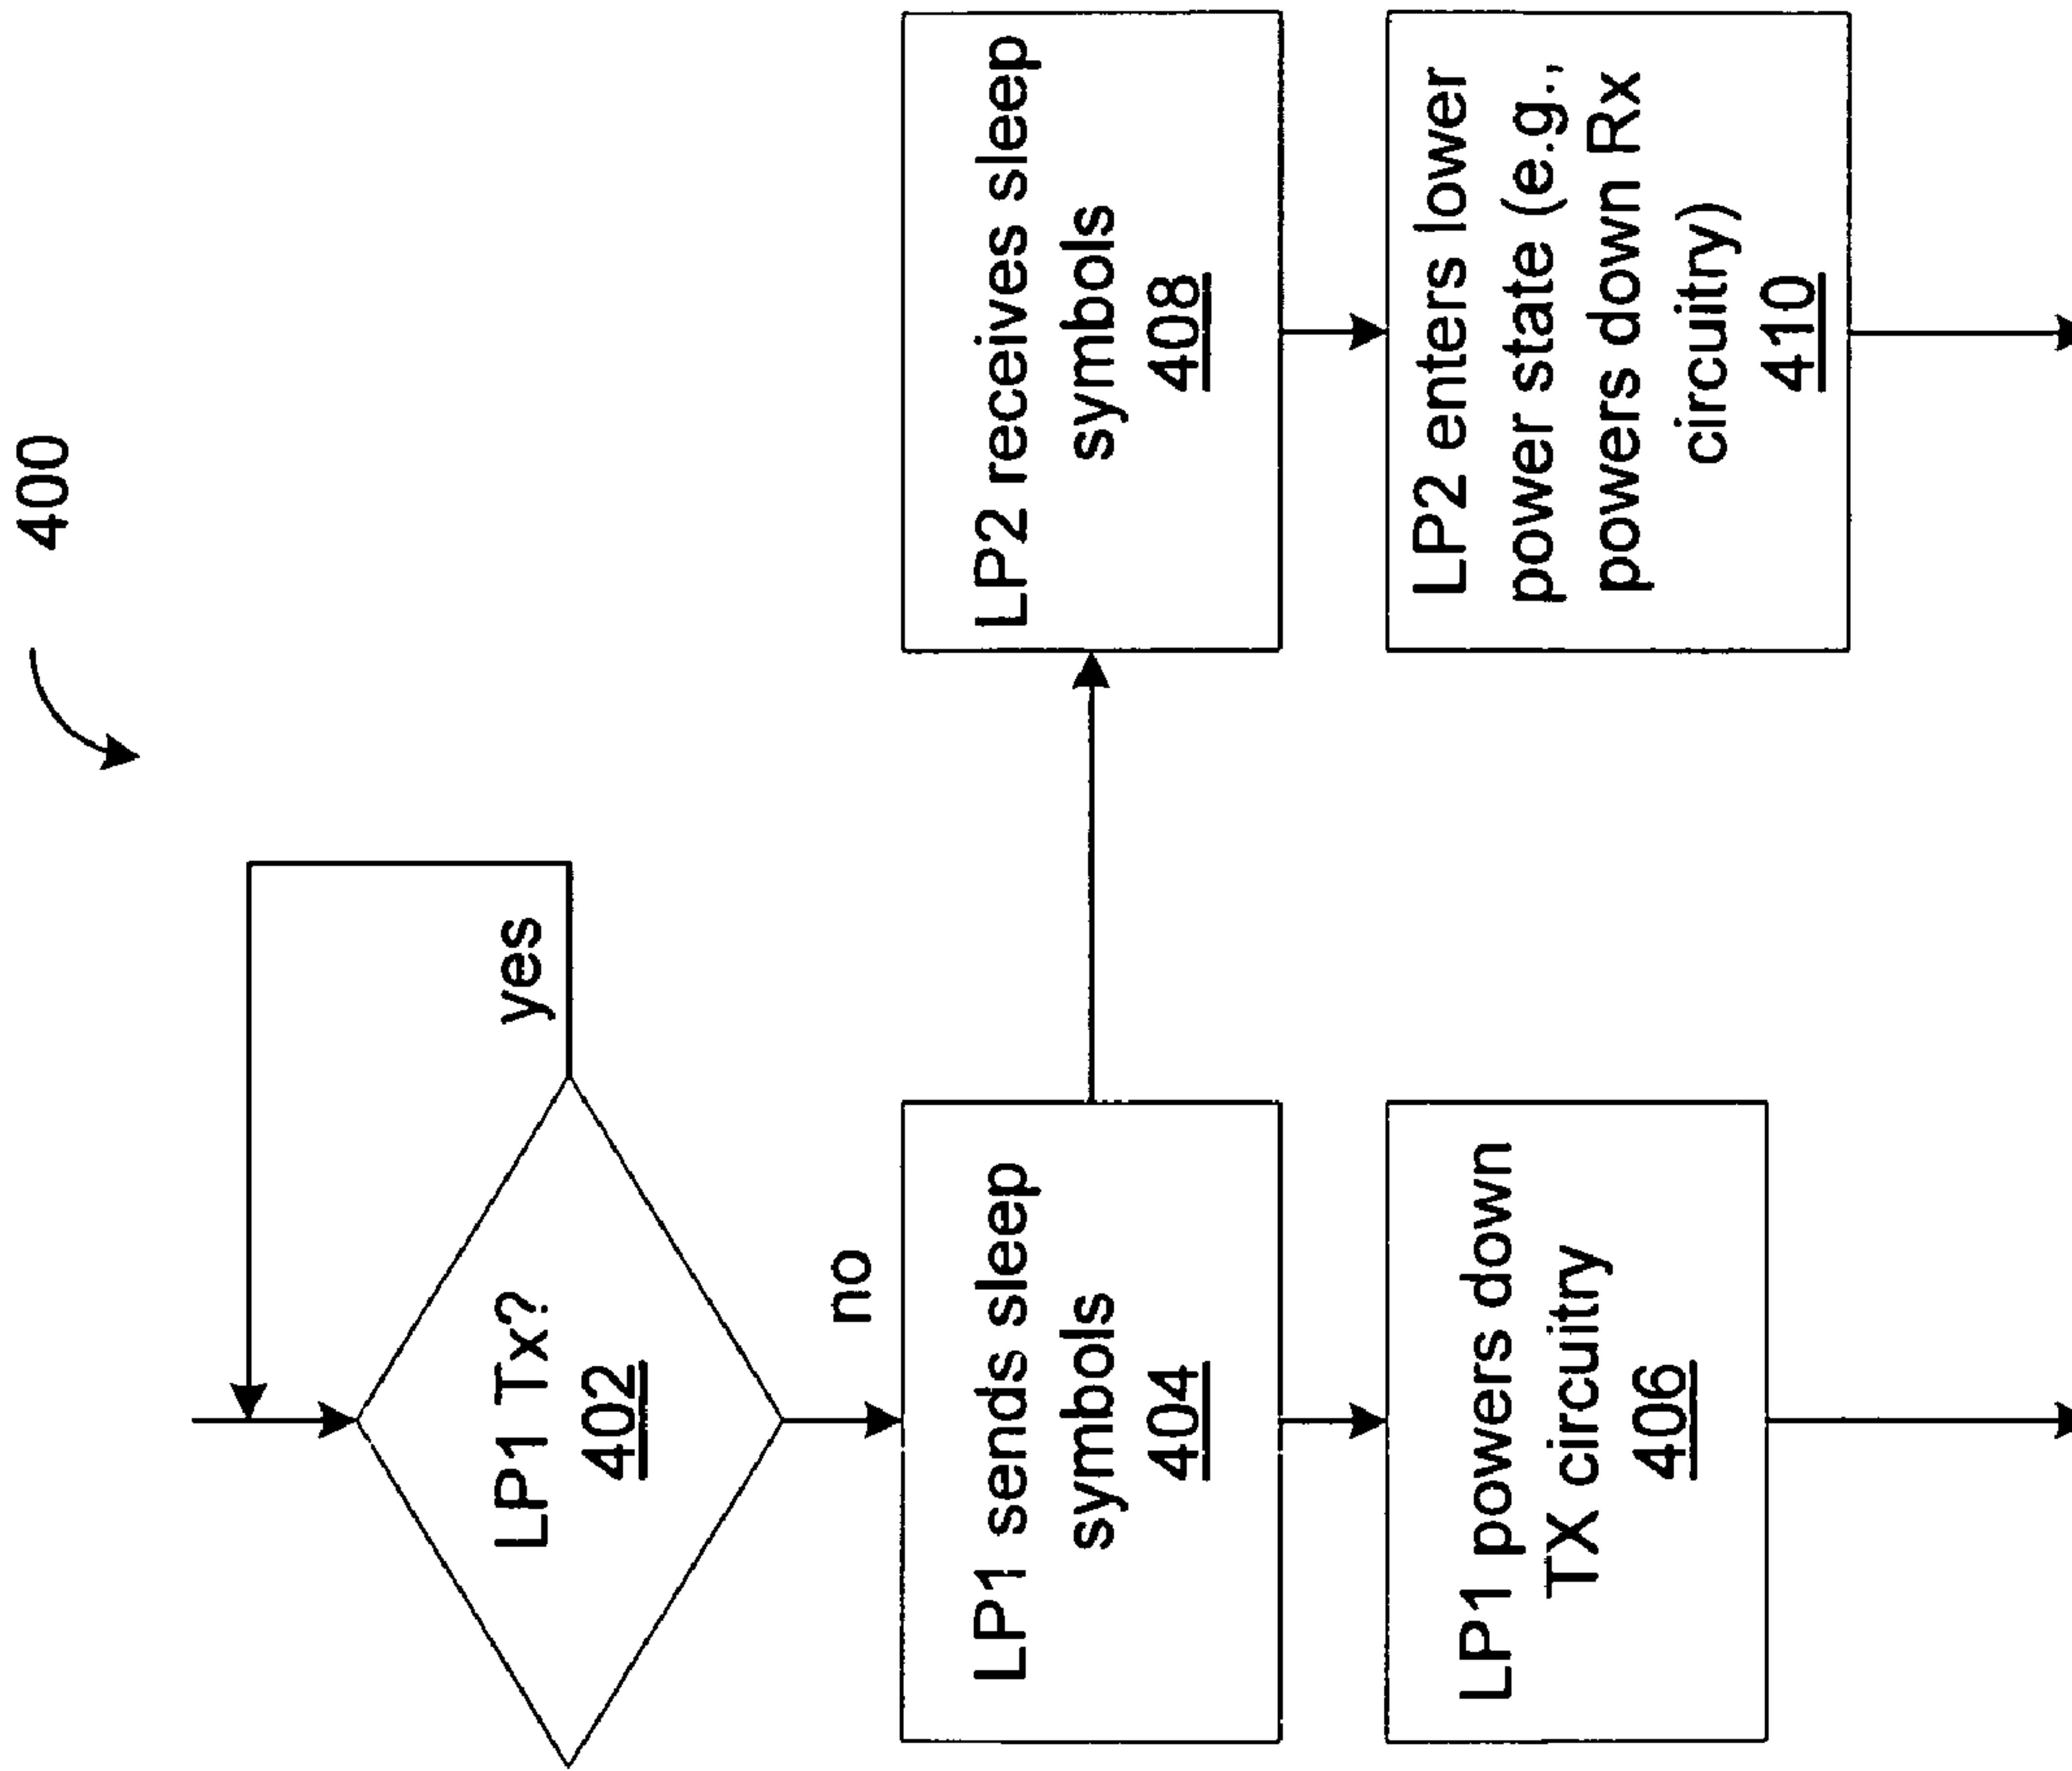 400
LP1 Tx?
402
yes
no
LP1 sends sleep
symbols
404
LP2 receives sleep
symbols
408
LP1 powers down
TX circuitry
406
LP2 enters lower
power state (e.g.,
powers down Rx
circuitry)
410